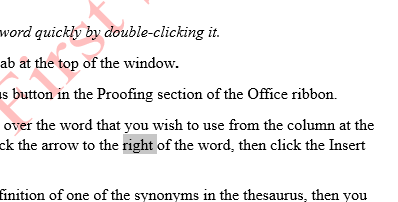 word quickly by double-clicking it.
ab at the top of the window.
s button in the Proofing section of the Office ribbon.
over the word that you wish to use from the column at the
ck the arrow to the right of the word, then click the Insert
finition of one of the synonyms in the thesaurus, then you
First